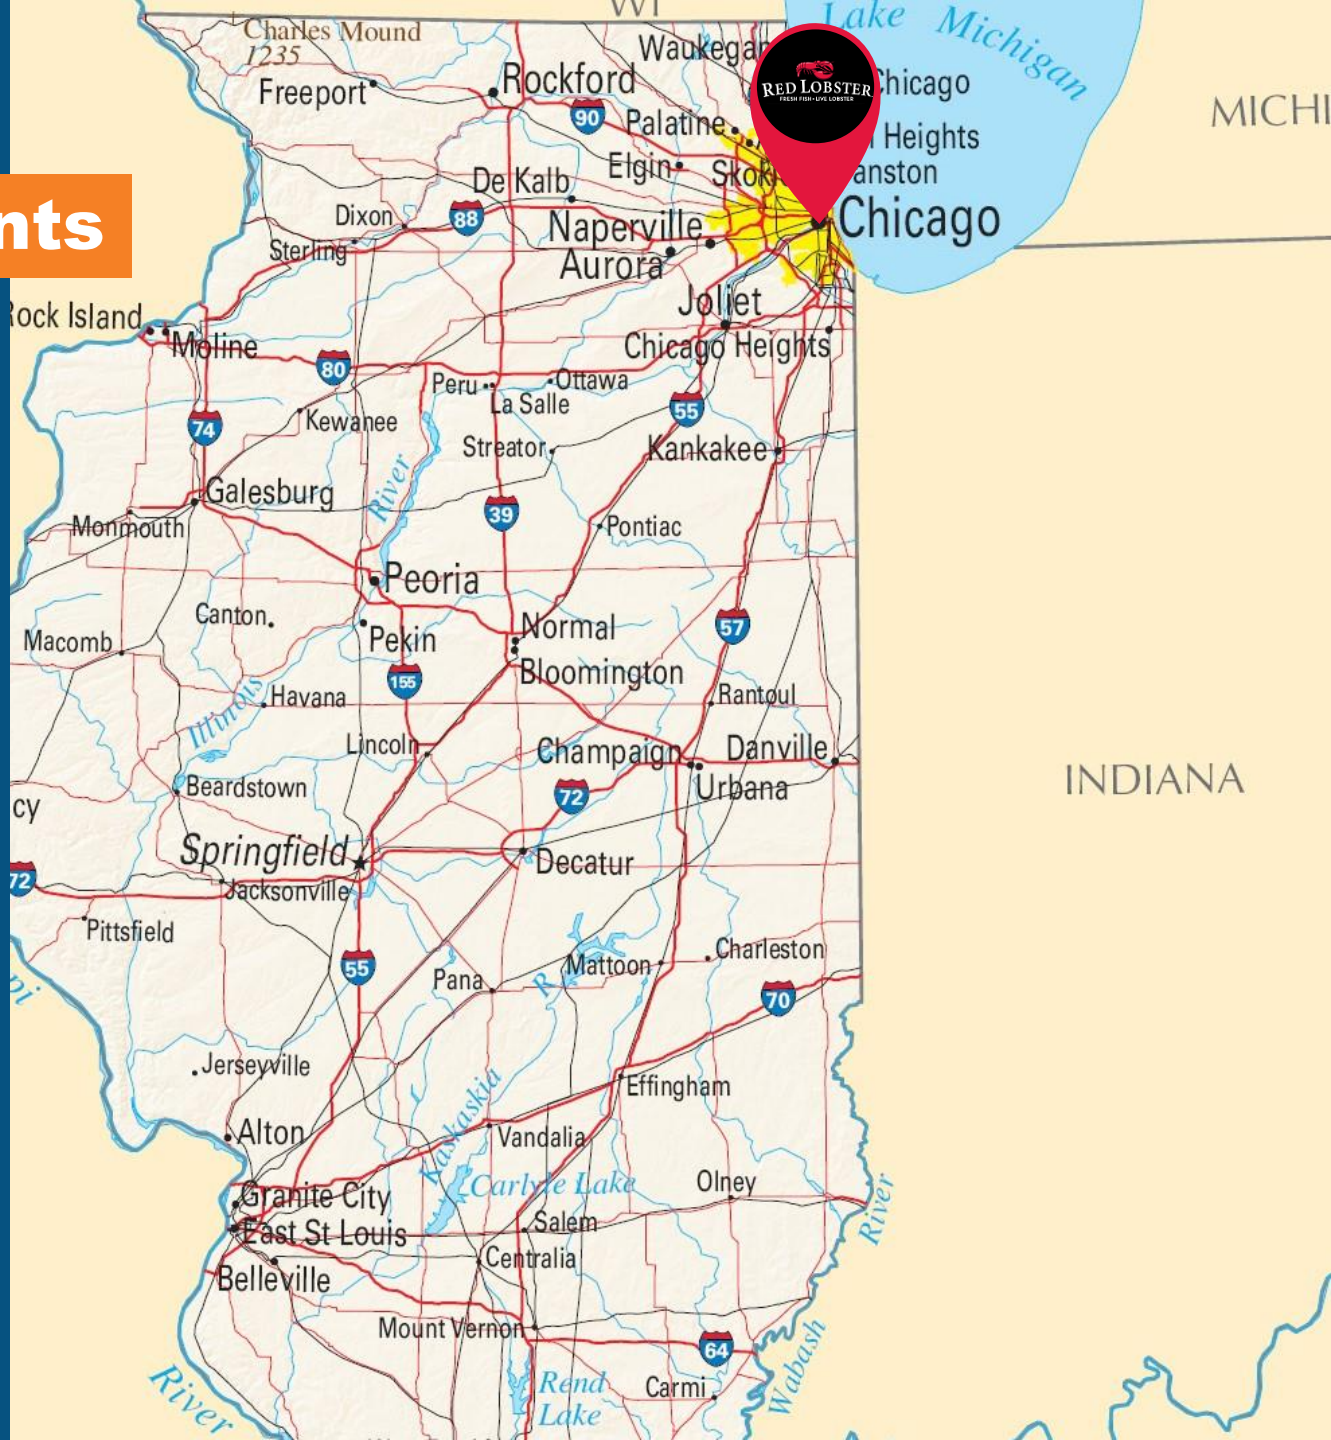 WI
Lake Michigan
Charles Mound
1235
Waukegan
Rockford
Freeport
RED LOBSTER
FRESH FISH • LIVE LOBSTER
Chicago
MICHI
90
Palatine
Heights
Elgin
De Kalb
anston
nts
Dixon
88
Naperville
Chicago
Sterling
Aurora
Joliet
Rock Island
Moline
Chicago Heights
80
Peru
Ottawa
La Salle
55
74
Kewanee
Streator
Kankakee
River
Galesburg
39
Monmouth
Pontiac
Peoria
Canton
Normal
57
Macomb
Pekin
Bloomington
155
Havana
Rantoul
Illinois
Lincoln
Champaign
Danville
INDIANA
Beardstown
72
Urbana
cy
Springfield
Decatur
72
Jacksonville
Pittsfield
Charleston
55
Mattoon
Pana
R
pi
70
Jerseyville
Effingham
Kaskaskia
Alton
Vandalia
Carlyle Lake
Olney
Granite City
River
Salem
East St Louis
Centralia
Belleville
Mount Vernon
64
Wabash
River
Rend
Lake
Carmi